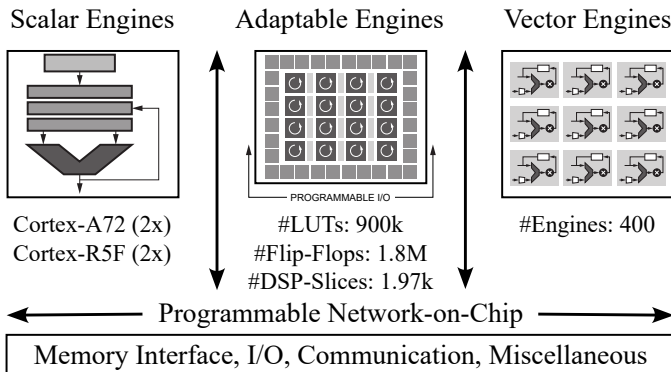 Scalar Engines
Adaptable Engines
Vector Engines
PROGRAMMABLE I/O
Cortex-A72 (2x)
Cortex-R5F (2x)
#LUTs: 900k
#Flip-Flops: 1.8M
#DSP-Slices: 1.97k
#Engines: 400
Programmable Network-on-Chip
Memory Interface, I/O, Communication, Miscellaneous